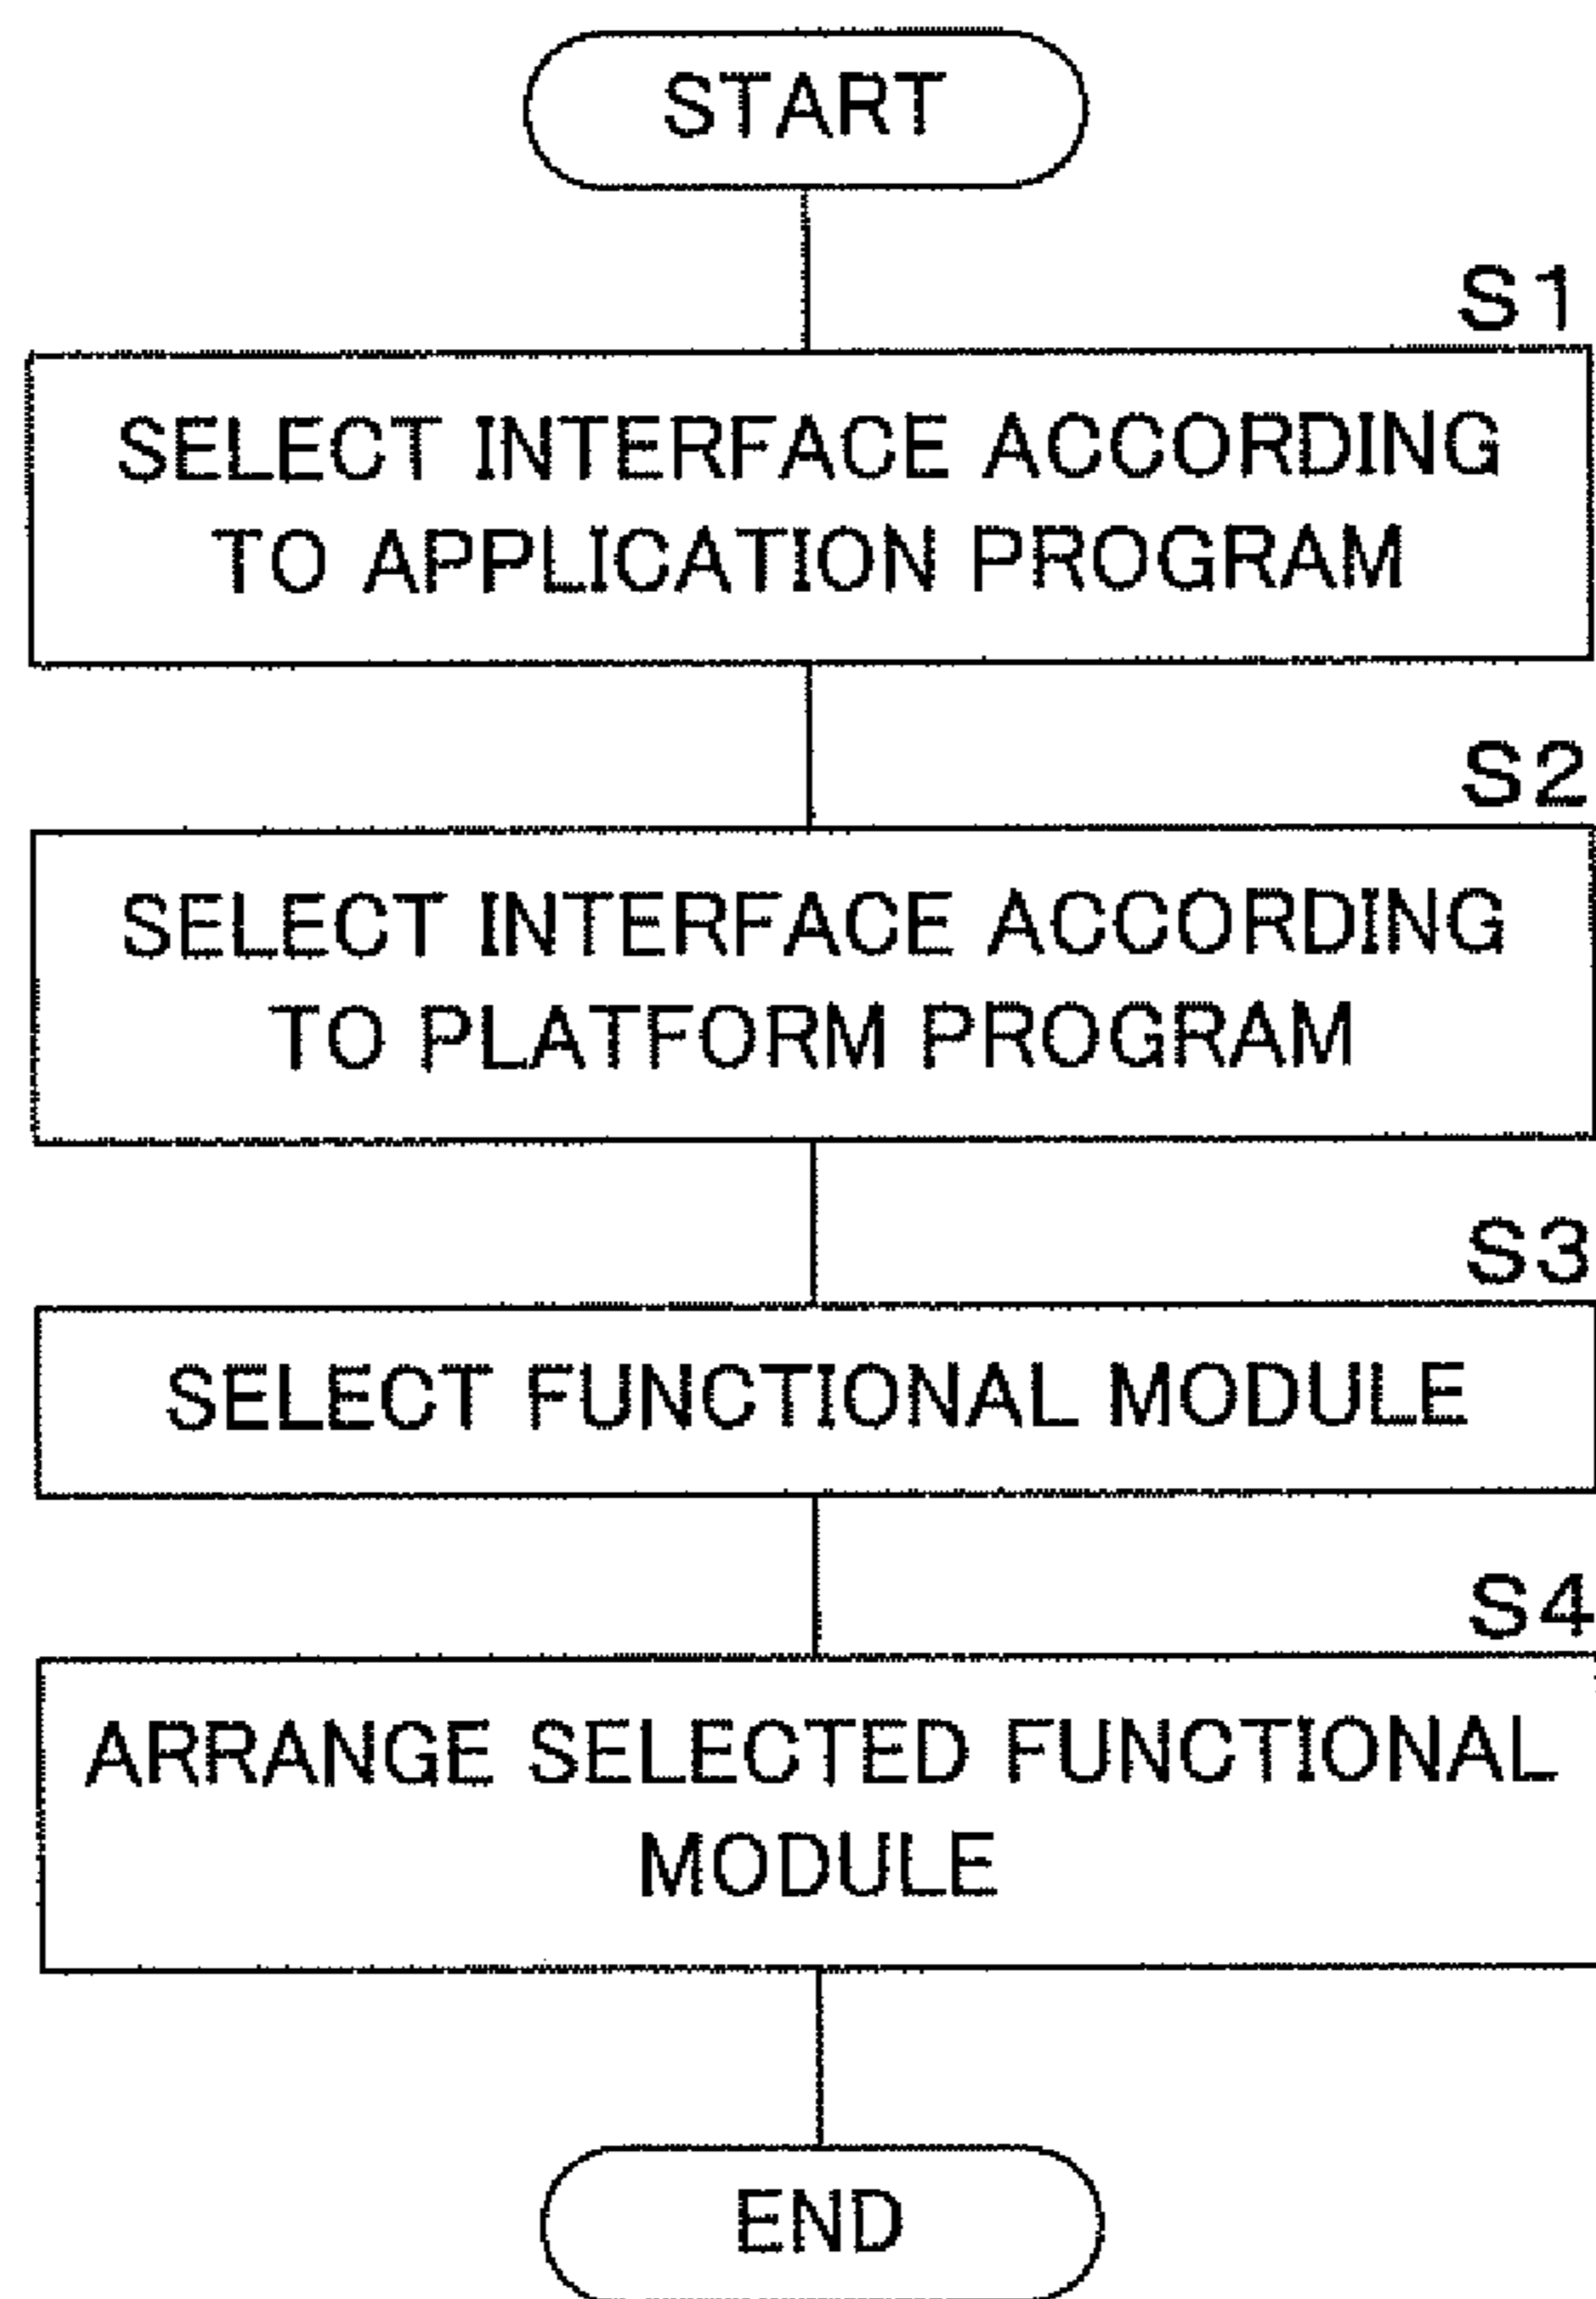 START
S1
SELECT INTERFACE ACCORDING
TO APPLICATION PROGRAM
S2
SELECT INTERFACE ACCORDING
TO PLATFORM PROGRAM
S3
SELECT FUNCTIONAL MODULE
S4
ARRANGE SELECTED FUNCTIONAL
MODULE
END